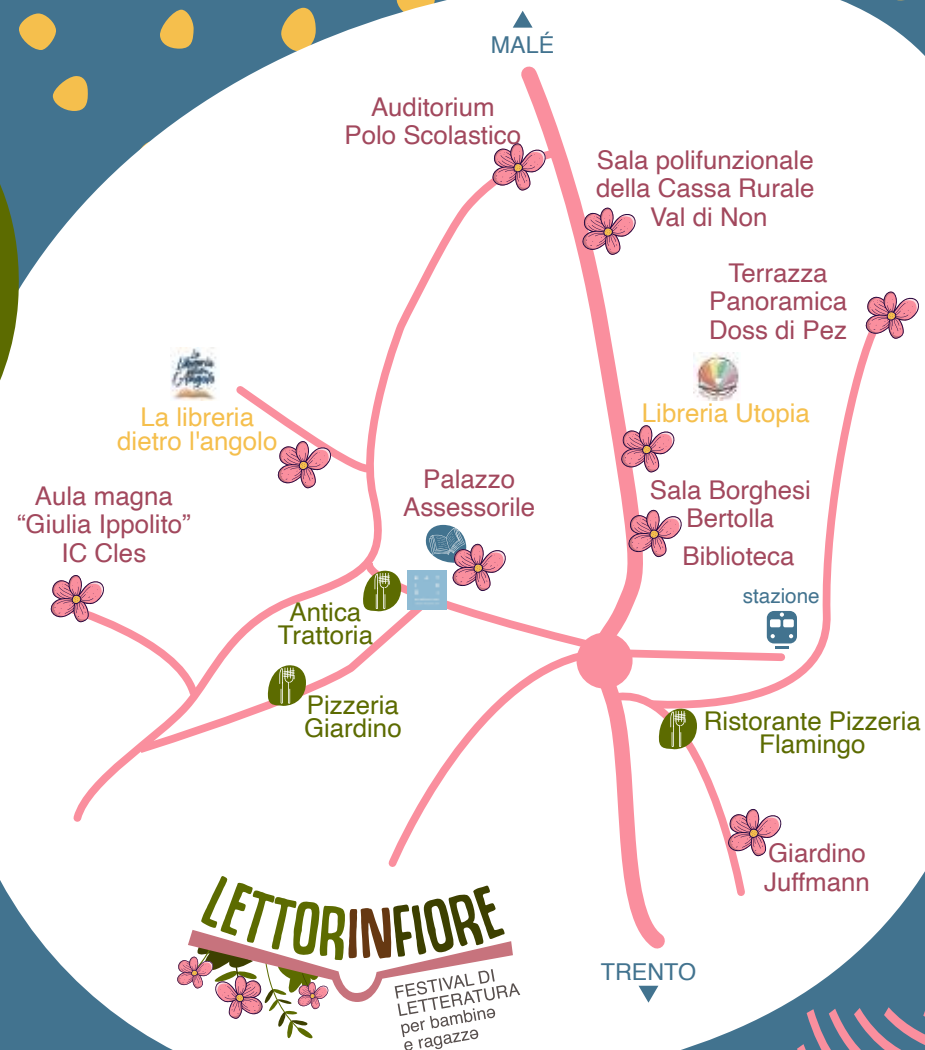 MALÉ
Auditorium
Polo Scolastico
Sala polifunzionale
della Cassa Rurale
Val di Non
Terrazza
Panoramica
Doss di Pez
La libreria
dietro l'angolo
Libreria Utopia
Palazzo
Assessorile
Sala Borghesi
Bertolla
Biblioteca
Aula magna
“Giulia Ippolito”
IC Cles
stazione
Antica
Trattoria
Pizzeria
Giardino
Ristorante Pizzeria
Flamingo
Giardino
Juffmann
LETTORINFIORE
FESTIVAL DI
LETTERATURA
per bambinə
e ragazzə
TRENTO